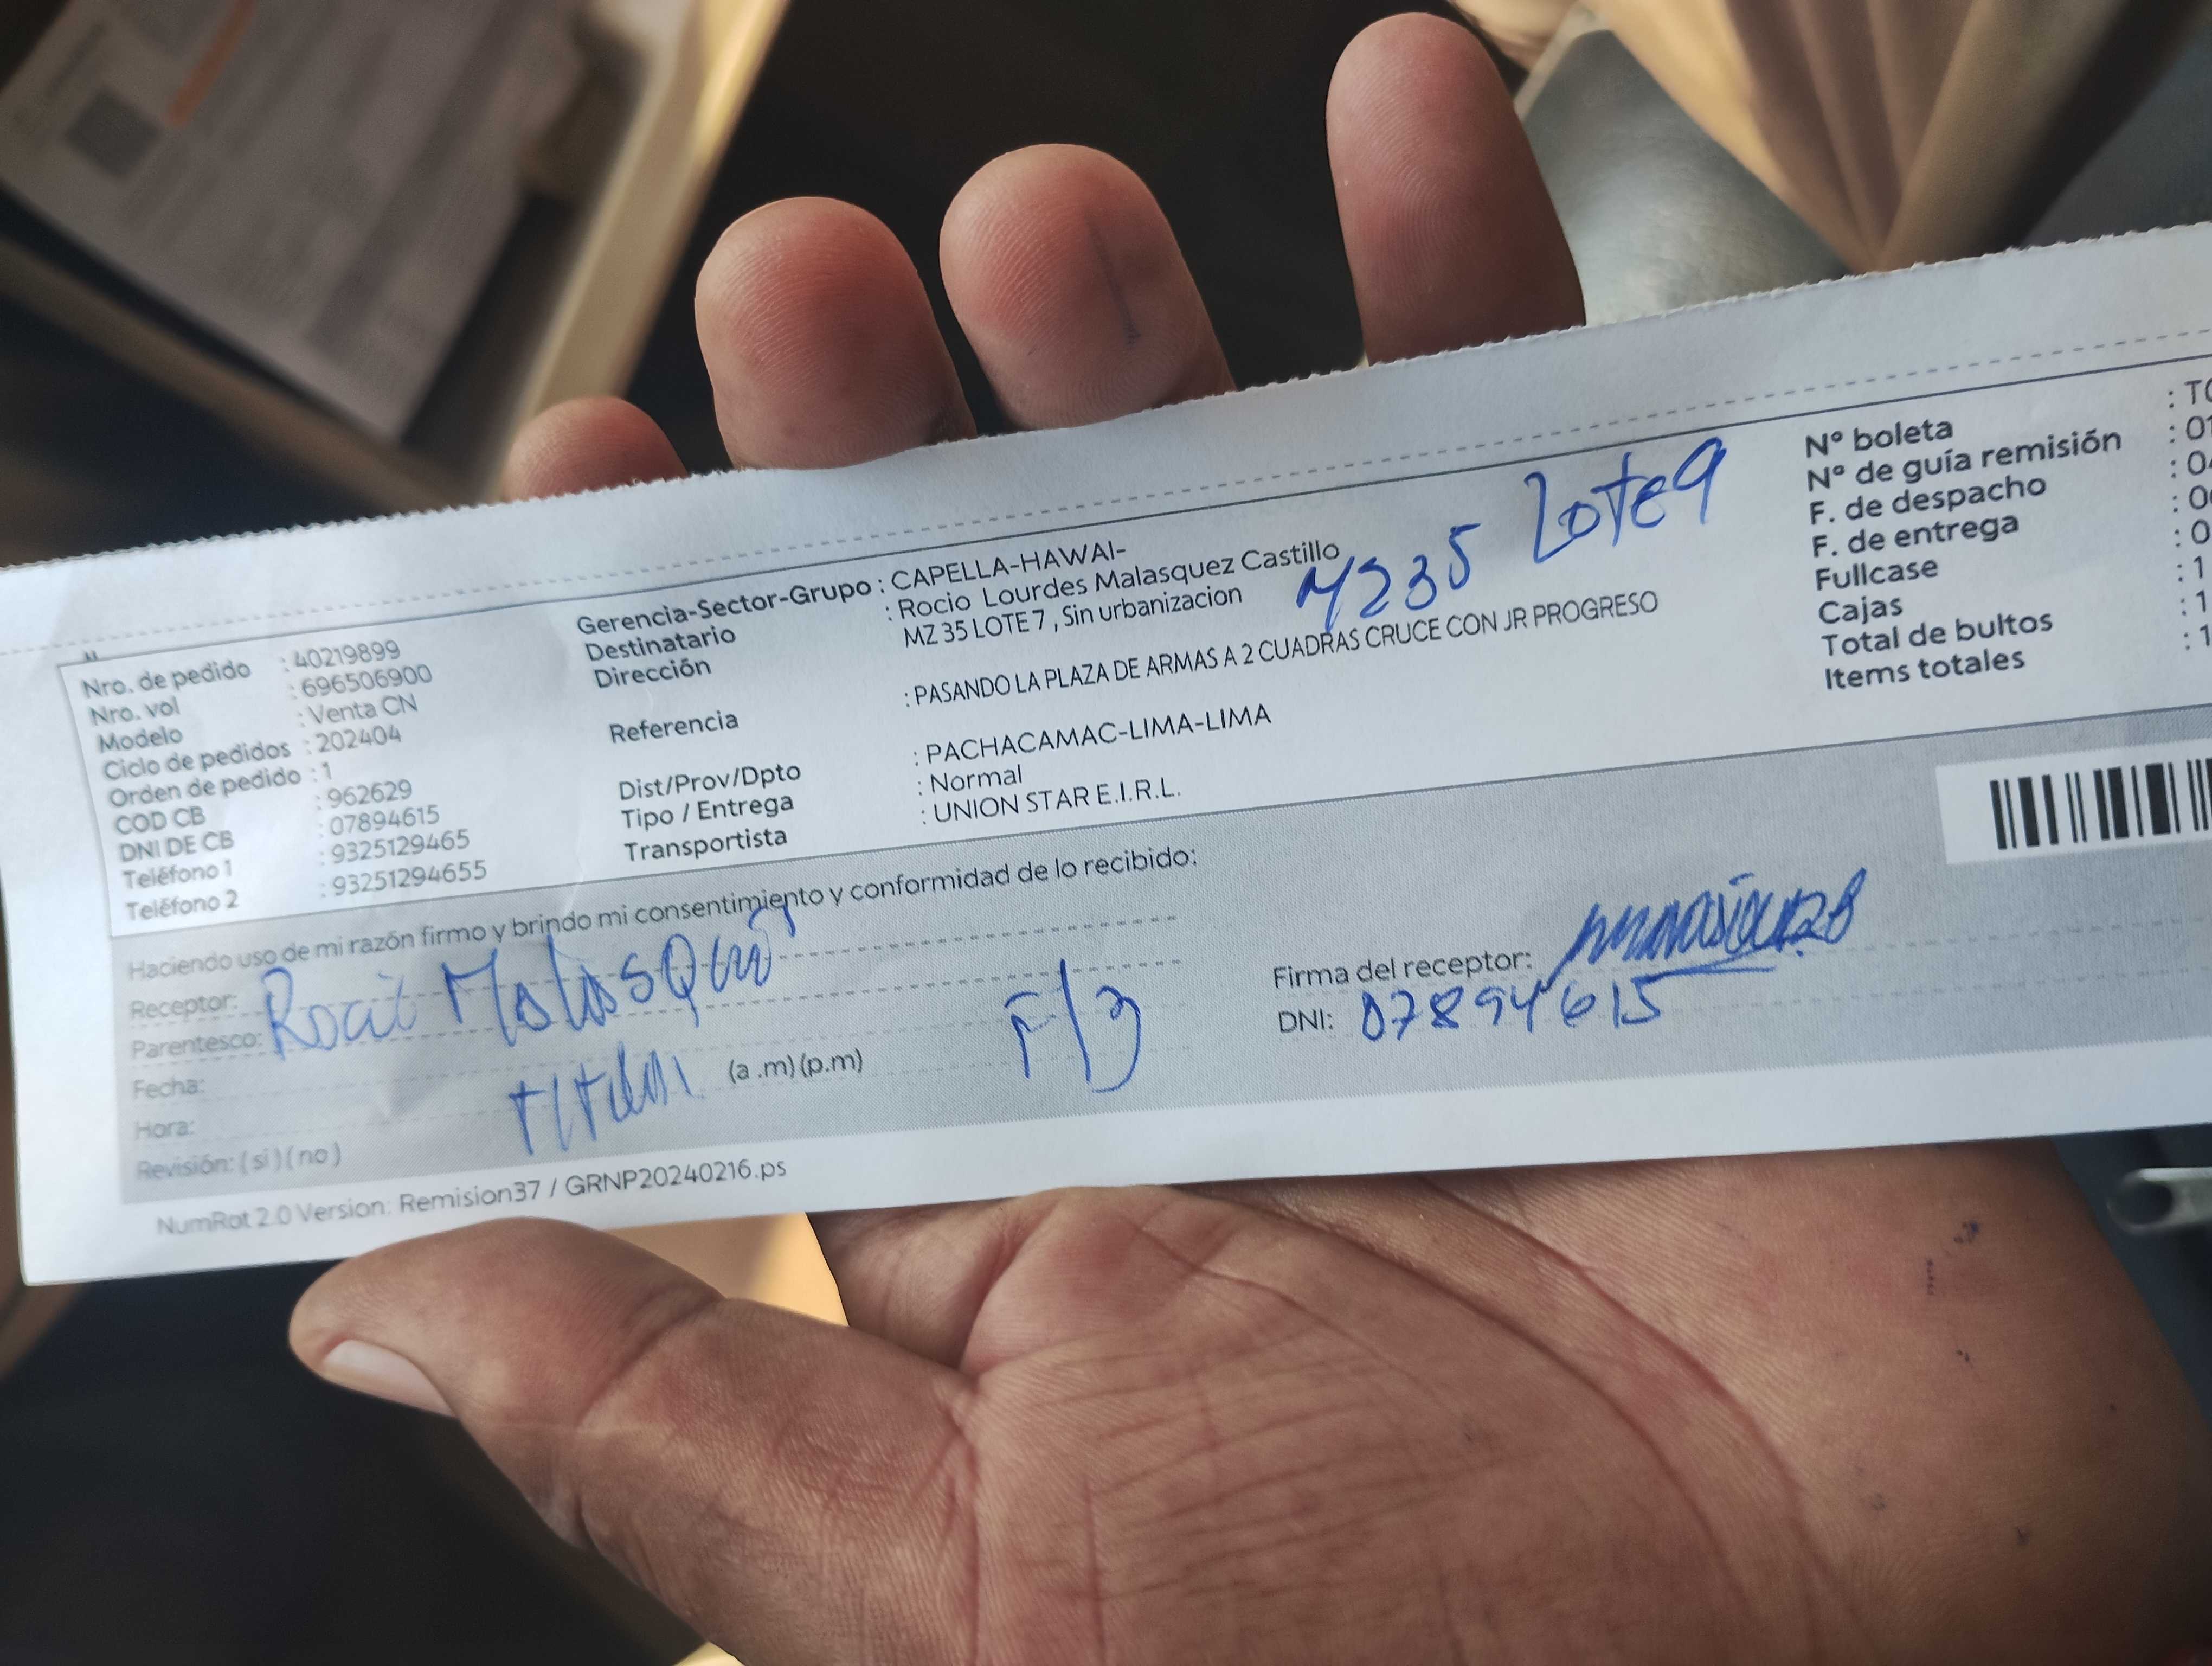 Nro. de pedido : 40219899
Nro. vol : 696506900
Modelo : Venta CN
Ciclo de pedidos : 202404
Orden de pedido : 1
COD CB : 962629
DNI DE CB : 07894615
Teléfono 1 : 9325129465
Teléfono 2 : 93251294655
Gerencia-Sector-Grupo : CAPELLA-HAWAI-
Destinatario : Rocio Lourdes Malasquez Castillo
Dirección MZ 35 LOTE 7 , Sin urbanizacion
MZ35 Lote 9
Referencia : PASANDO LA PLAZA DE ARMAS A 2 CUADRAS CRUCE CON JR PROGRESO
Dist/Prov/Dpto : PACHACAMAC-LIMA-LIMA
Tipo / Entrega : Normal
Transportista : UNION STAR E.I.R.L.
N° boleta : T
N° de guía remisión : 0
F. de despacho : 0
F. de entrega : 0
Fullcase : 0
Cajas : 1
Total de bultos : 1
Items totales : 1
Haciendo uso de mi razón firmo y brindo mi consentimiento y conformidad de lo recibido:
Receptor:
Parentesco:
Fecha:
Hora: (a .m) (p.m)
Revisión: ( si ) ( no )
Firma del receptor:
DNI: 07894615
NumRot 2.0 Version: Remision37 / GRNP20240216.ps